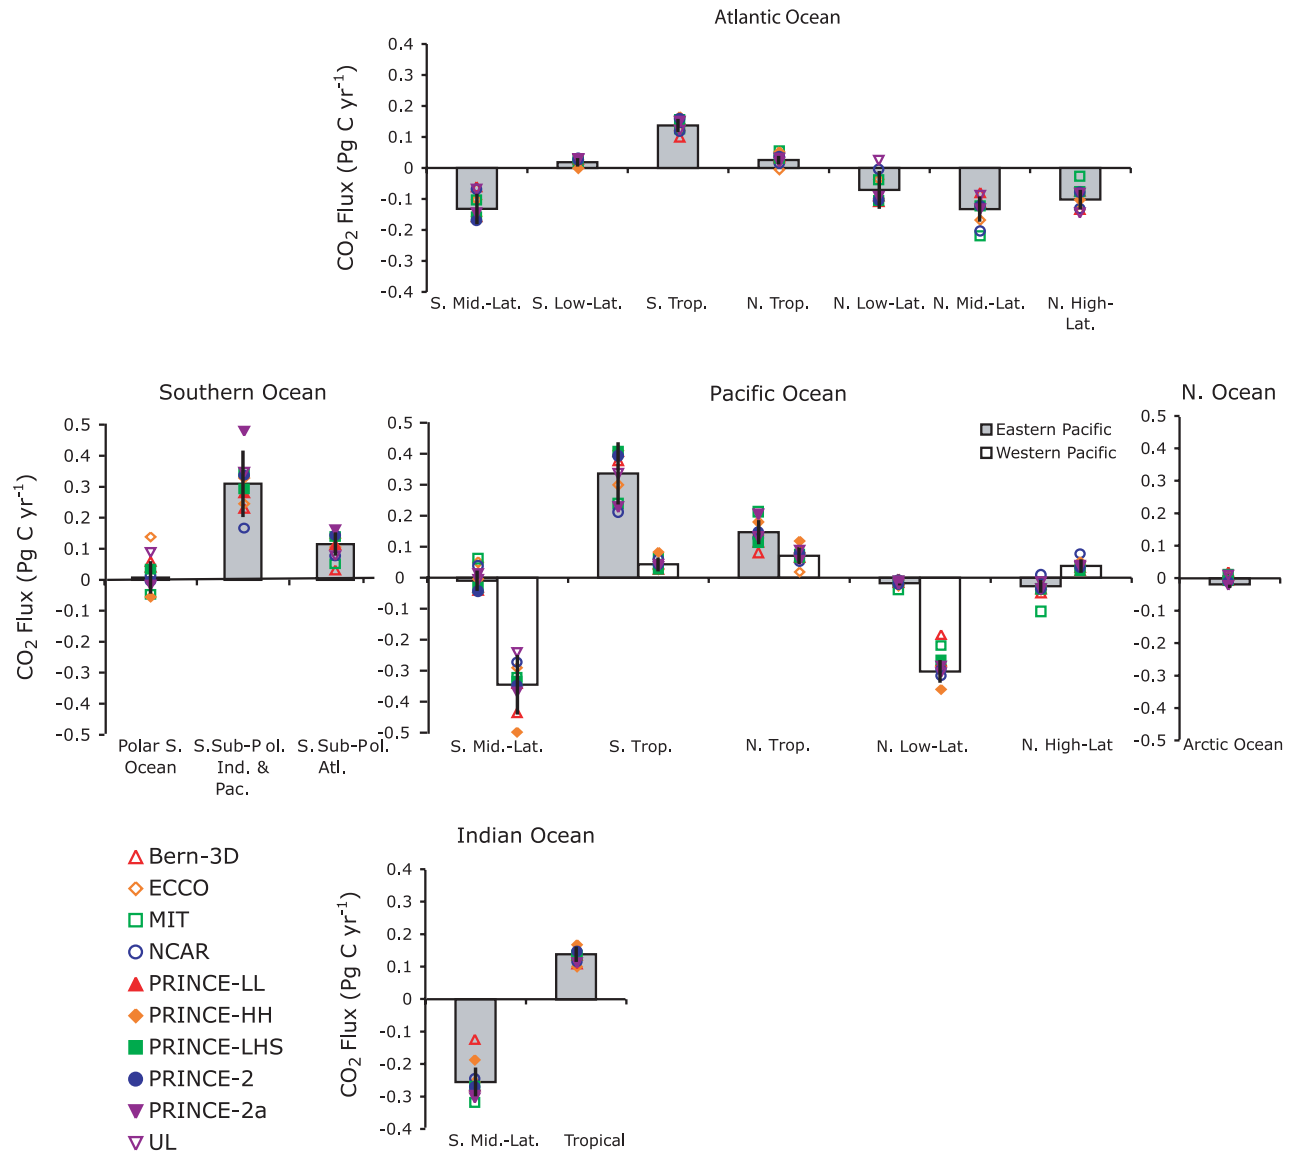 Atlantic Ocean
CO2 Flux (Pg C yr-1)
0.4
0.3
0.2
0.1
0
-0.1
-0.2
-0.3
-0.4
S. Mid.-Lat.
S. Low-Lat.
S. Trop.
N. Trop.
N. Low-Lat.
N. Mid.-Lat.
N. High-
Lat.
Southern Ocean
CO2 Flux (Pg C yr-1)
0.5
0.4
0.3
0.2
0.1
0
-0.1
-0.2
-0.3
-0.4
-0.5
Polar S.
Ocean
S.Sub-Pol.
Ind. &
Pac.
S.Sub-Pol.
Atl.
Pacific Ocean
0.5
0.4
0.3
0.2
0.1
0
-0.1
-0.2
-0.3
-0.4
-0.5
Eastern Pacific
Western Pacific
S. Mid.-Lat.
S. Trop.
N. Trop.
N. Low-Lat.
N. High-Lat
N. Ocean
0.5
0.4
0.3
0.2
0.1
0
-0.1
-0.2
-0.3
-0.4
-0.5
Arctic Ocean
Bern-3D
ECCO
MIT
NCAR
PRINCE-LL
PRINCE-HH
PRINCE-LHS
PRINCE-2
PRINCE-2a
UL
Indian Ocean
CO2 Flux (Pg C yr-1)
0.4
0.3
0.2
0.1
0
-0.1
-0.2
-0.3
-0.4
S. Mid.-Lat.
Tropical